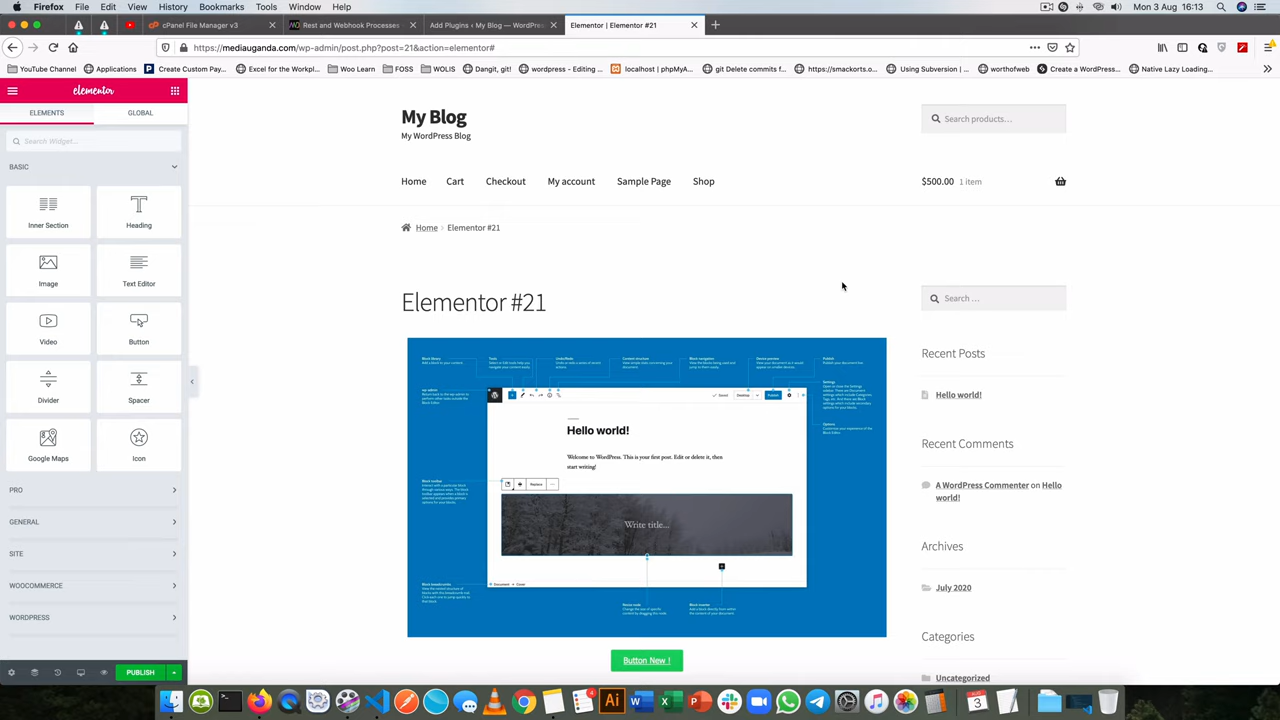 Firefox File Edit View History Bookmarks Tools Window Help
Mon 3 Aug 16:13
cPanel File Manager v3
Rest and Webhook Processes
Add Plugins ‹ My Blog — WordPress
Elementor | Elementor #21
https://mediauganda.com/wp-admin/post.php?post=21&action=elementor#
YouTube Channel Applications Create Custom Pay... Excel for the Workpl... Woo Learn FOSS WOLIS Dangit, git! wordpress - Editing ... localhost | phpMyA... git Delete commits f... https://smackorts.o... Using Subversion | ... worthofweb Create a WordPress... Native Lazy Loading...
elementor
ELEMENTS GLOBAL
Search Widget...
BASIC
Inner Section
Heading
Image
Text Editor
Video
Button
Divider
Spacer
Google Maps
Icon
PRO
GENERAL
SITE
WOOCOMMERCE
WORDPRESS
PUBLISH
My Blog
My WordPress Blog
Search products…
Home Cart Checkout My account Sample Page Shop
$500.00 1 item
Home Elementor #21
Elementor #21
Hello world!
Welcome to WordPress. This is your first post. Edit or delete it, then
start writing!
Write title...
Button New !
Search …
Recent Posts
Hello world!
Recent Comments
A WordPress Commenter on Hello
world!
Archives
July 2020
Categories
Uncategorized